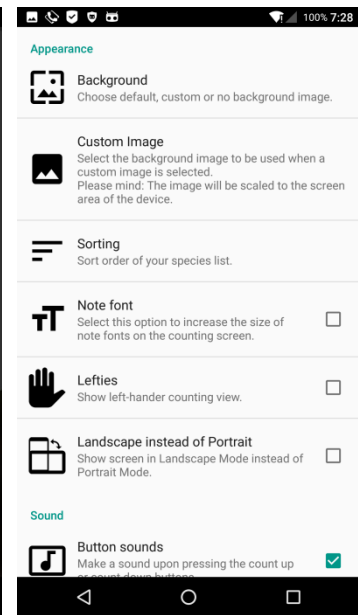 100% 7:28
Appearance
Background
Choose default, custom or no background image.
Custom Image
Select the background image to be used when a
custom image is selected.
Please mind: The image will be scaled to the screen
area of the device.
Sorting
Sort order of your species list.
Note font
Select this option to increase the size of
note fonts on the counting screen.
Lefties
Show left-hander counting view.
Landscape instead of Portrait
Show screen in Landscape Mode instead of
Portrait Mode.
Sound
Button sounds
Make a sound upon pressing the count up
or count down buttons.